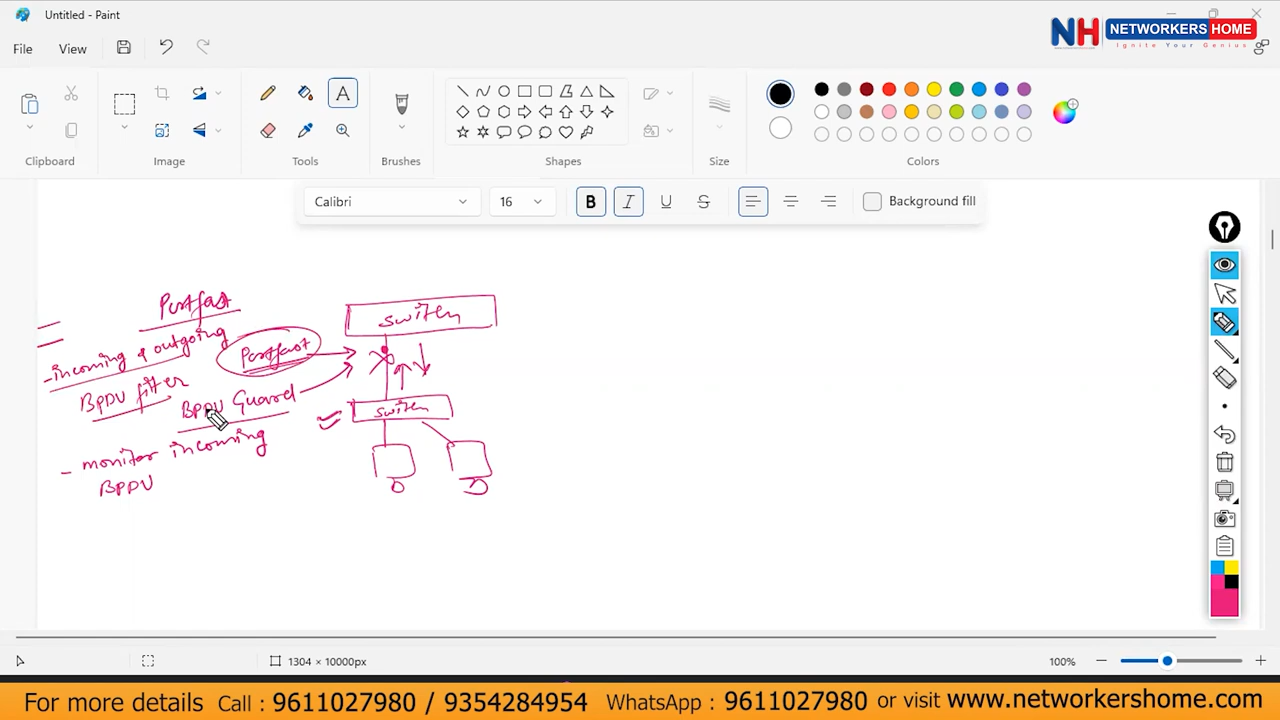 Untitled - Paint
NH NETWORKERS HOME
Ignite Your Genius
File View
Clipboard
Image
Tools
Brushes
Shapes
Size
Colors
Calibri
16
B I U S
Background fill
Portfast
- incoming & outgoing
BPDU filter
Portfast
BPDU Guard
- monitor incoming
BPDU
switch
switch
D D
1304 × 10000px
100%
For more details Call : 9611027980 / 9354284954 WhatsApp : 9611027980 or visit www.networkershome.com